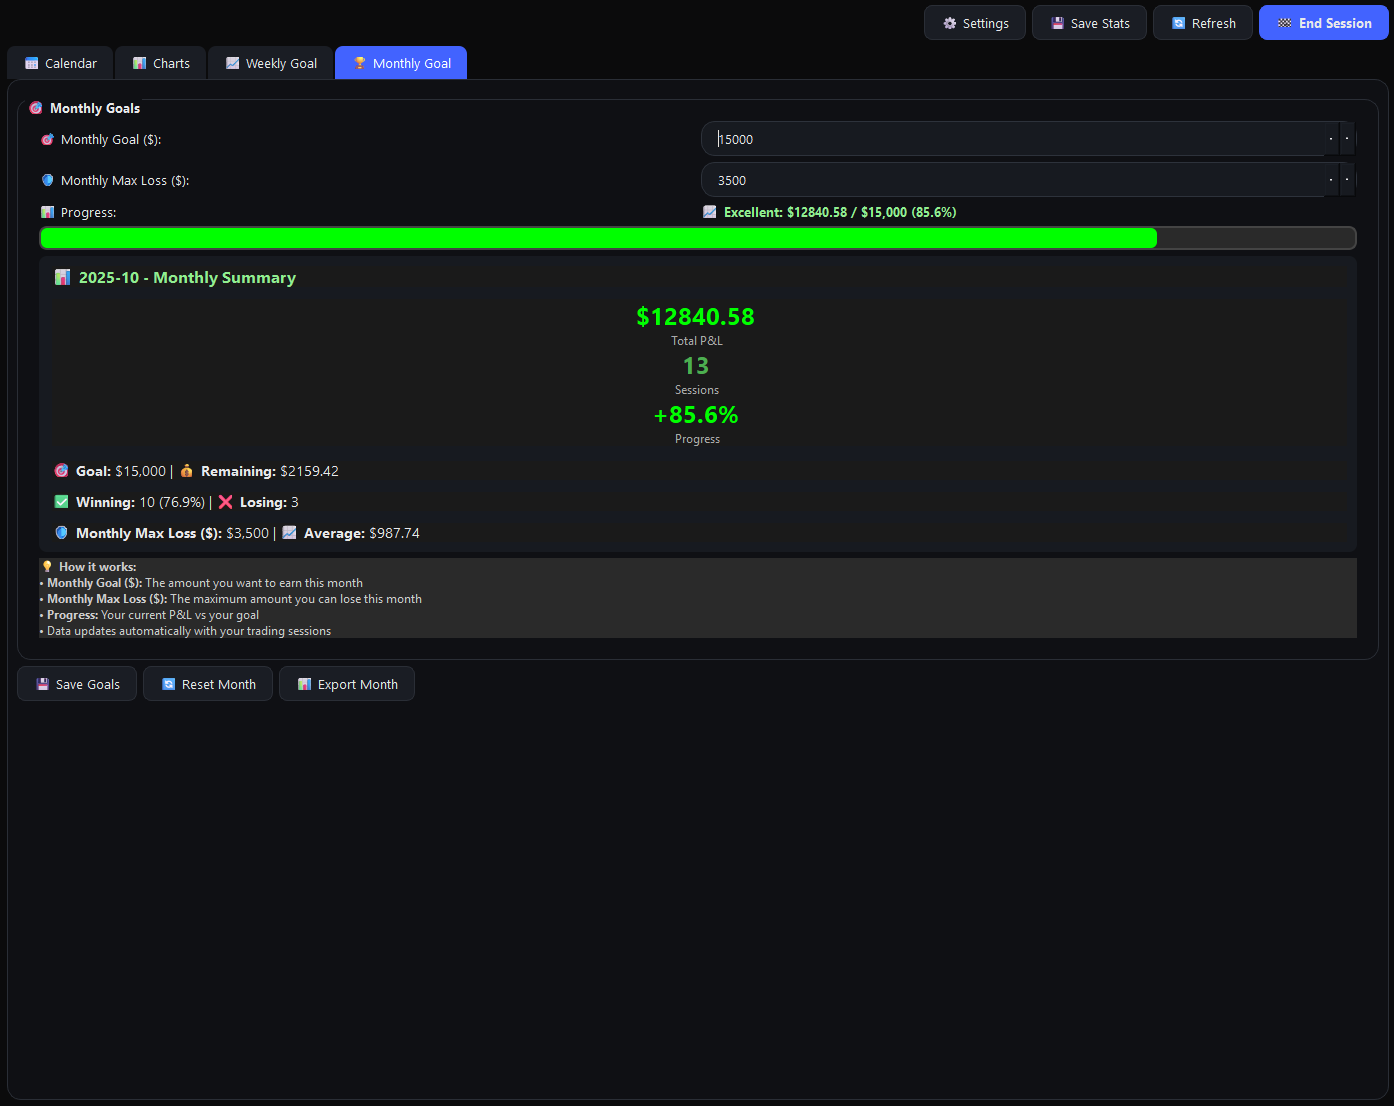 Settings
Save Stats
Refresh
End Session
Calendar
Charts
Weekly Goal
Monthly Goal
Monthly Goals
Monthly Goal ($):
15000
Monthly Max Loss ($):
3500
Progress:
Excellent: $12840.58 / $15,000 (85.6%)
2025-10 - Monthly Summary
$12840.58
Total P&L
13
Sessions
+85.6%
Progress
Goal: $15,000 | Remaining: $2159.42
Winning: 10 (76.9%) | Losing: 3
Monthly Max Loss ($): $3,500 | Average: $987.74
How it works:
• Monthly Goal ($): The amount you want to earn this month
• Monthly Max Loss ($): The maximum amount you can lose this month
• Progress: Your current P&L vs your goal
• Data updates automatically with your trading sessions
Save Goals
Reset Month
Export Month